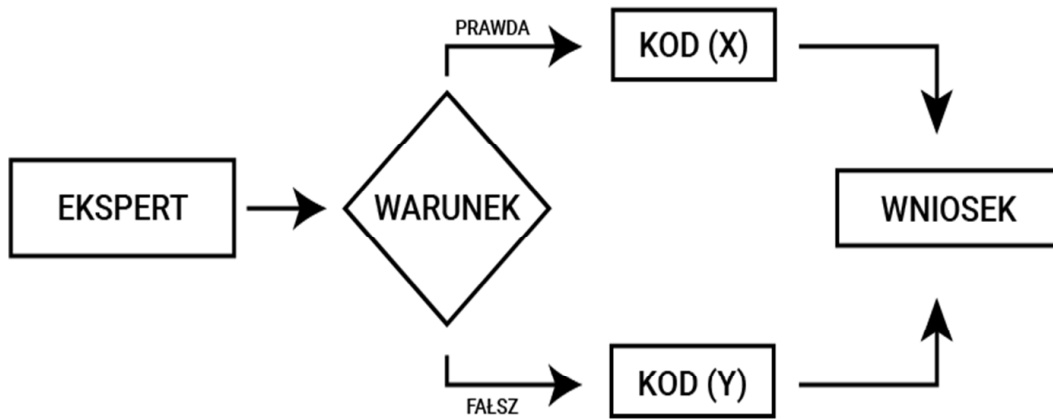 PRAWDA
KOD (X)
EKSPERT
WARUNEK
WNIOSEK
FAŁSZ
KOD (Y)